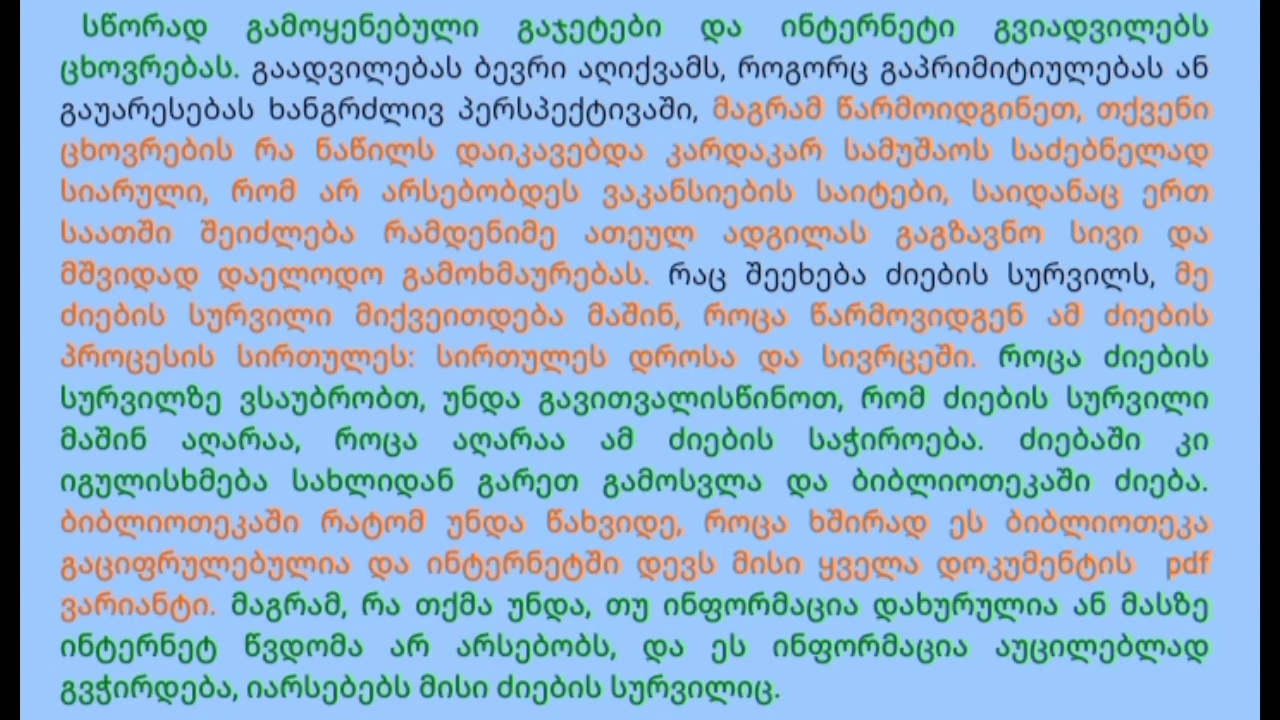 სწორად გამოყენებული გაჯეტები და ინტერნეტი გვიადვილებს
ცხოვრებას. გაადვილებას ბევრი აღიქვამს, როგორც გაპრიმიტიულებას ან
გაუარესებას ხანგრძლივ პერსპექტივაში, მაგრამ წარმოიდგინეთ, თქვენი
ცხოვრების რა ნაწილს დაიკავებდა კარდაკარ სამუშაოს საძებნელად
სიარული, რომ არ არსებობდეს ვაკანსიების საიტები, საიდანაც ერთ
საათში შეიძლება რამდენიმე ათეულ ადგილას გაგზავნო სივი და
მშვიდად დაელოდო გამოხმაურებას. რაც შეეხება ძიების სურვილს, მე
ძიების სურვილი მიქვეითდება მაშინ, როცა წარმოვიდგენ ამ ძიების
პროცესის სირთულეს: სირთულეს დროსა და სივრცეში. როცა ძიების
სურვილზე ვსაუბრობთ, უნდა გავითვალისწინოთ, რომ ძიების სურვილი
მაშინ აღარაა, როცა აღარაა ამ ძიების საჭიროება. ძიებაში კი
იგულისხმება სახლიდან გარეთ გამოსვლა და ბიბლიოთეკაში ძიება.
ბიბლიოთეკაში რატომ უნდა წახვიდე, როცა ხშირად ეს ბიბლიოთეკა
გაციფრულებულია და ინტერნეტში დევს მისი ყველა დოკუმენტის pdf
ვარიანტი. მაგრამ, რა თქმა უნდა, თუ ინფორმაცია დახურულია ან მასზე
ინტერნეტ წვდომა არ არსებობს, და ეს ინფორმაცია აუცილებლად
გვჭირდება, იარსებებს მისი ძიების სურვილიც.